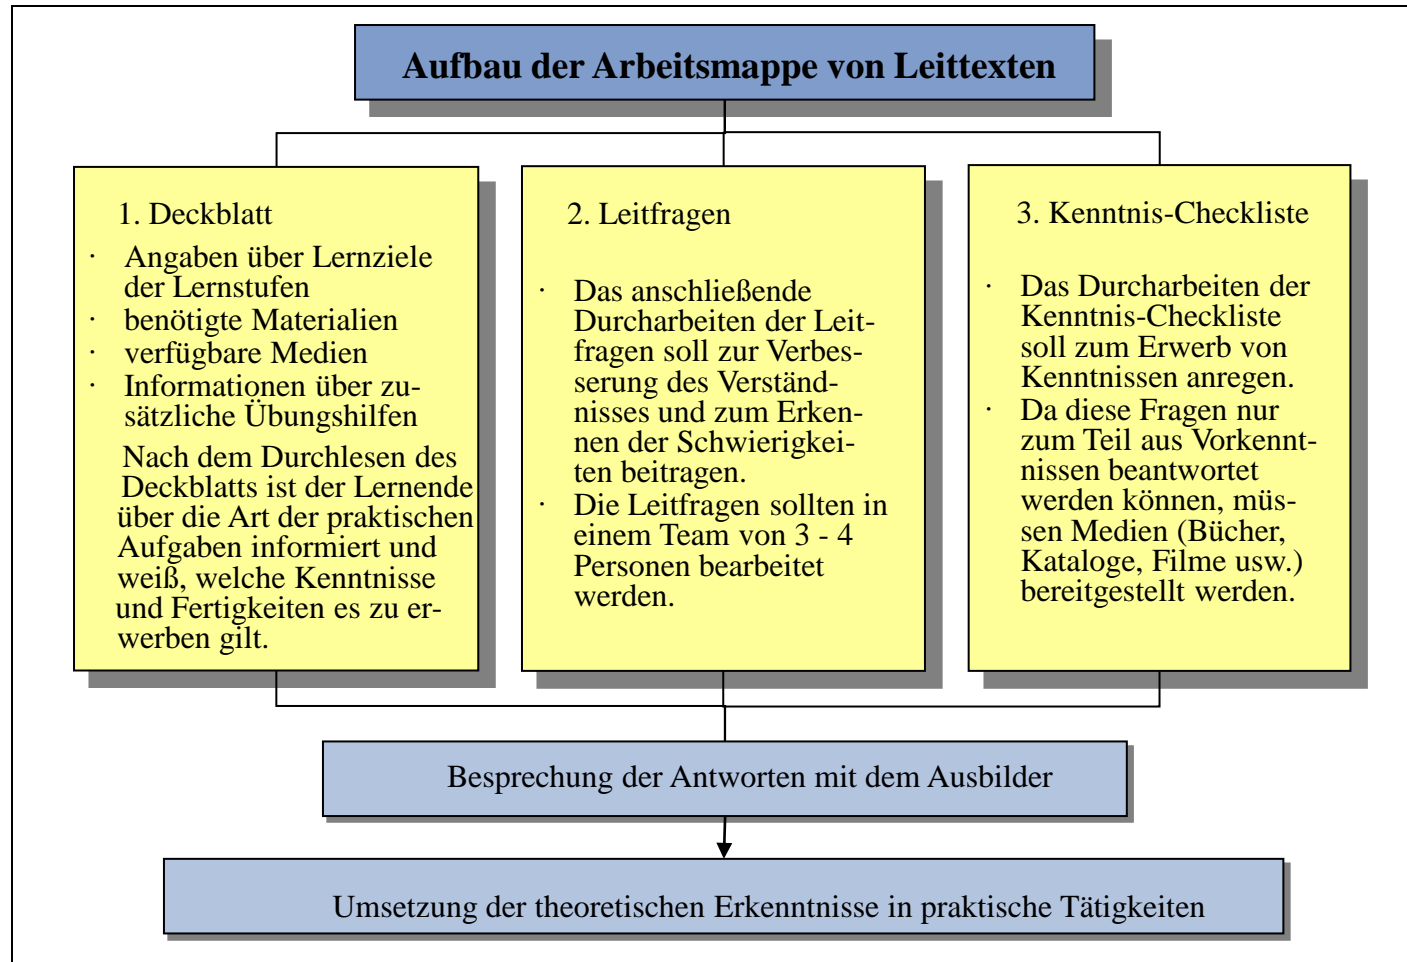 Aufbau der Arbeitsmappe von Leittexten
1. Deckblatt
· Angaben über Lernziele
der Lernstufen
· benötigte Materialien
· verfügbare Medien
· Informationen über zu-
sätzliche Übungshilfen
Nach dem Durchlesen des
Deckblatts ist der Lernende
über die Art der praktischen
Aufgaben informiert und
weiß, welche Kenntnisse
und Fertigkeiten es zu er-
werben gilt.
2. Leitfragen
· Das anschließende
Durcharbeiten der Leit-
fragen soll zur Verbes-
serung des Verständ-
nisses und zum Erken-
nen der Schwierigkei-
ten beitragen.
· Die Leitfragen sollten in
einem Team von 3 - 4
Personen bearbeitet
werden.
3. Kenntnis-Checkliste
· Das Durcharbeiten der
Kenntnis-Checkliste
soll zum Erwerb von
Kenntnissen anregen.
· Da diese Fragen nur
zum Teil aus Vorkennt-
nissen beantwortet
werden können, müs-
sen Medien (Bücher,
Kataloge, Filme usw.)
bereitgestellt werden.
Besprechung der Antworten mit dem Ausbilder
Umsetzung der theoretischen Erkenntnisse in praktische Tätigkeiten